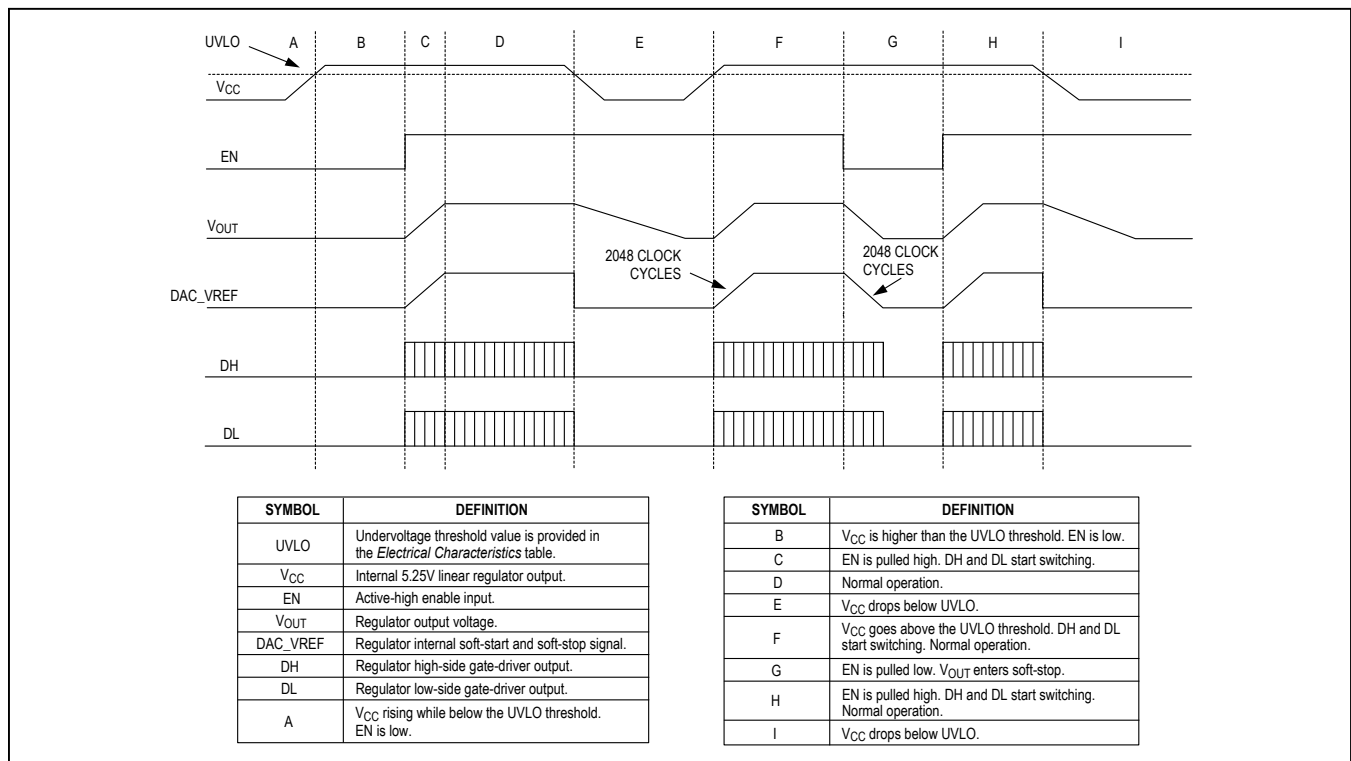 UVLO A B C D E F G H I
VCC
EN
VOUT
2048 CLOCK
CYCLES
2048 CLOCK
CYCLES
DAC_VREF
DH
DL
SYMBOL DEFINITION
UVLO Undervoltage threshold value is provided in
the Electrical Characteristics table.
VCC Internal 5.25V linear regulator output.
EN Active-high enable input.
VOUT Regulator output voltage.
DAC_VREF Regulator internal soft-start and soft-stop signal.
DH Regulator high-side gate-driver output.
DL Regulator low-side gate-driver output.
A VCC rising while below the UVLO threshold.
EN is low.
SYMBOL DEFINITION
B VCC is higher than the UVLO threshold. EN is low.
C EN is pulled high. DH and DL start switching.
D Normal operation.
E VCC drops below UVLO.
F VCC goes above the UVLO threshold. DH and DL
start switching. Normal operation.
G EN is pulled low. VOUT enters soft-stop.
H EN is pulled high. DH and DL start switching.
Normal operation.
I VCC drops below UVLO.